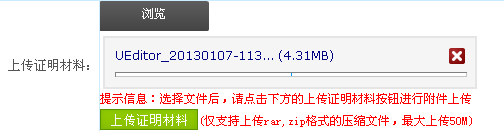 浏览
上传证明材料：
UEditor_20130107-113... (4.31MB)
提示信息：选择文件后，请点击下方的上传证明材料按钮进行附件上传
上传证明材料 (仅支持上传rar,zip格式的压缩文件，最大上传50M)